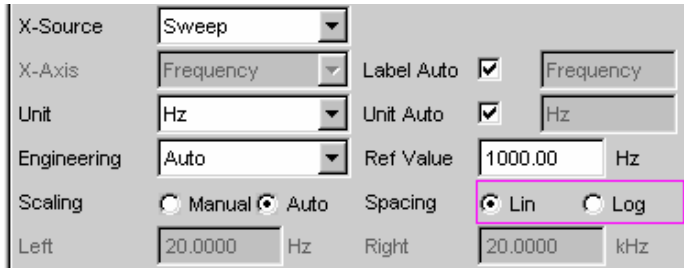 X-Source Sweep
X-Axis Frequency Label Auto Frequency
Unit Hz Unit Auto Hz
Engineering Auto Ref Value 1000.00 Hz
Scaling Manual Auto Spacing Lin Log
Left 20.0000 Hz Right 20.0000 kHz